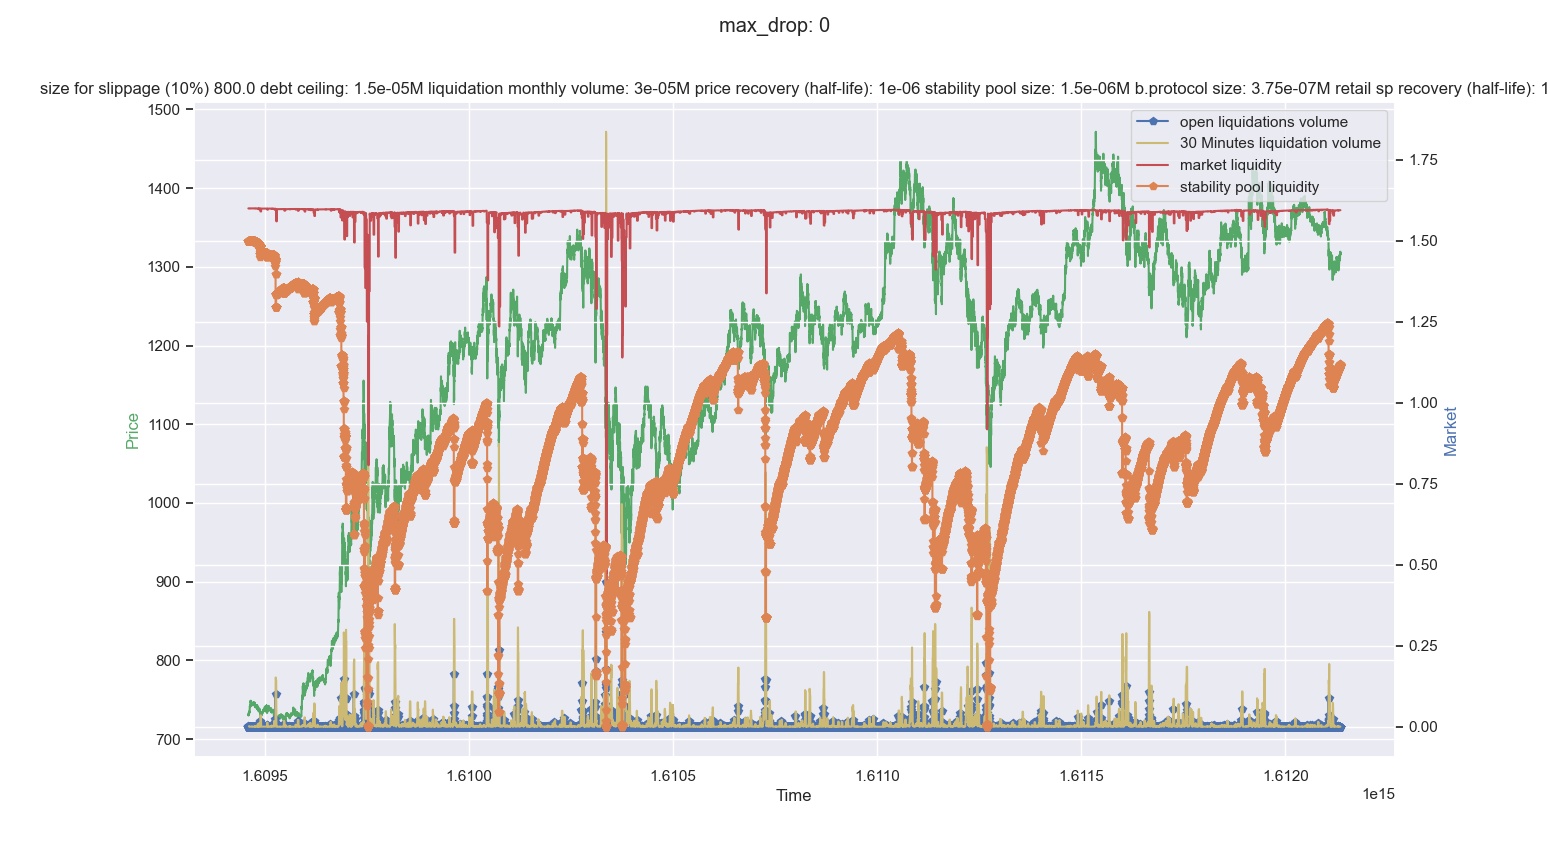 max_drop: 0
size for slippage (10%) 800.0 debt ceiling: 1.5e-05M liquidation monthly volume: 3e-05M price recovery (half-life): 1e-06 stability pool size: 1.5e-06M b.protocol size: 3.75e-07M retail sp recovery (half-life): 1
open liquidations volume
30 Minutes liquidation volume
market liquidity
stability pool liquidity
1500
1400
1300
1200
1100
1000
900
800
700
Price
1.75
1.50
1.25
1.00
0.75
0.50
0.25
0.00
Market
1.6095
1.6100
1.6105
1.6110
1.6115
1.6120
Time
1e15